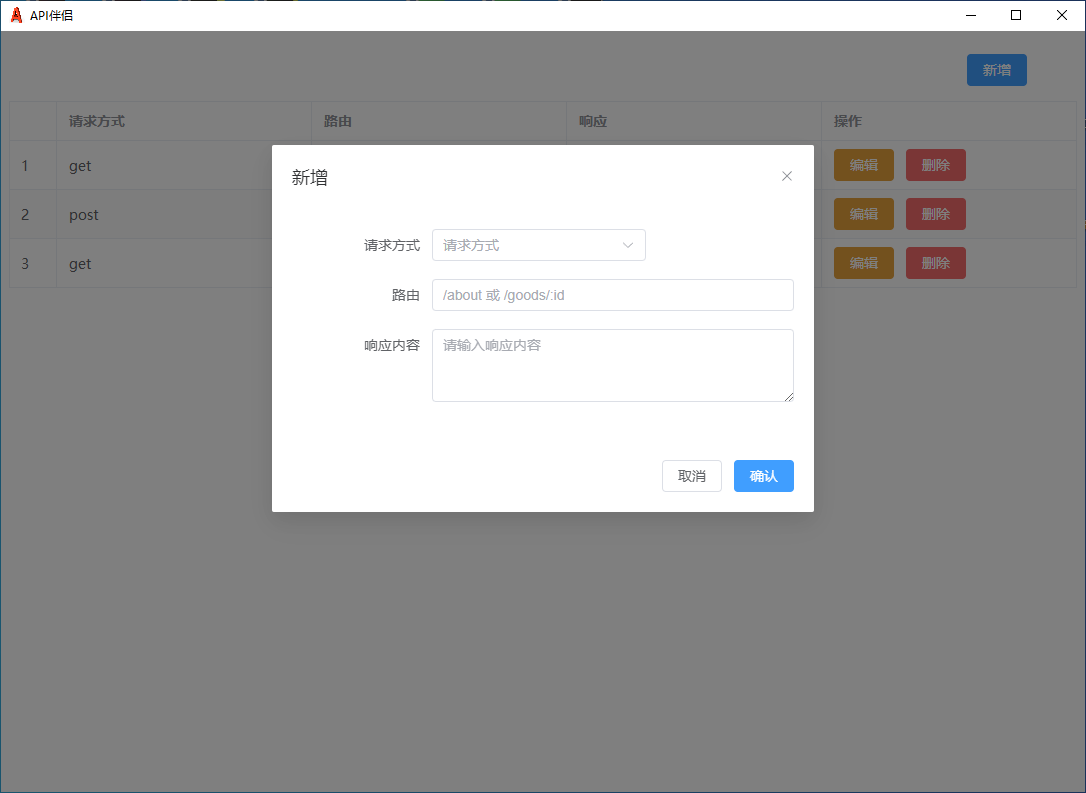 API伴侣
新增
请求方式 路由 响应 操作
1 get 编辑 删除
2 post 编辑 删除
3 get 编辑 删除
新增
请求方式 请求方式
路由 /about 或 /goods/:id
响应内容 请输入响应内容
取消 确认